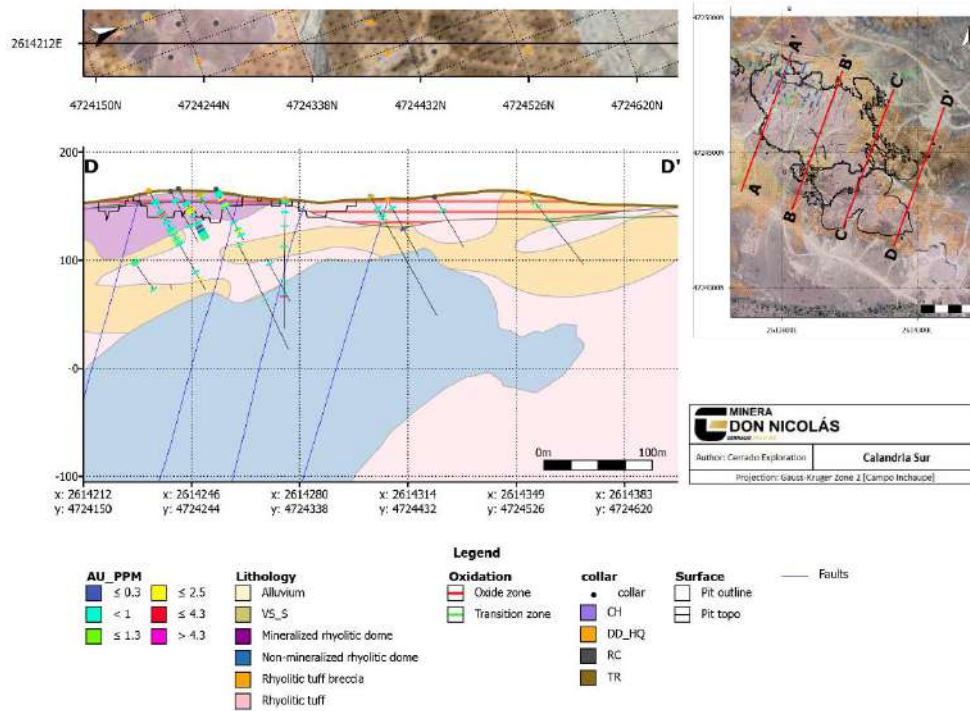 2614212E
4724150N 4724244N 4724338N 4724432N 4724526N 4724620N
D D'
200
100
-0
-100
0m 100m
x: 2614212 x: 2614246 x: 2614280 x: 2614314 x: 2614349 x: 2614383
y: 4724150 y: 4724244 y: 4724338 y: 4724432 y: 4724526 y: 4724620
A' B' C' D'
A B C D
MINERA
DON NICOLÁS
Author: Cerrado Exploration Calandria Sur
Projection: Gauss-Kruger Zone 2 [Campo Inchaupe]
Legend
AU_PPM
≤ 0.3 ≤ 2.5
< 1 ≤ 4.3
≤ 1.3 > 4.3
Lithology
Alluvium
VS_S
Mineralized rhyolitic dome
Non-mineralized rhyolitic dome
Rhyolitic tuff breccia
Rhyolitic tuff
Oxidation
Oxide zone
Transition zone
collar
collar
CH
DD_HQ
RC
TR
Surface
Pit outline
Pit topo
Faults